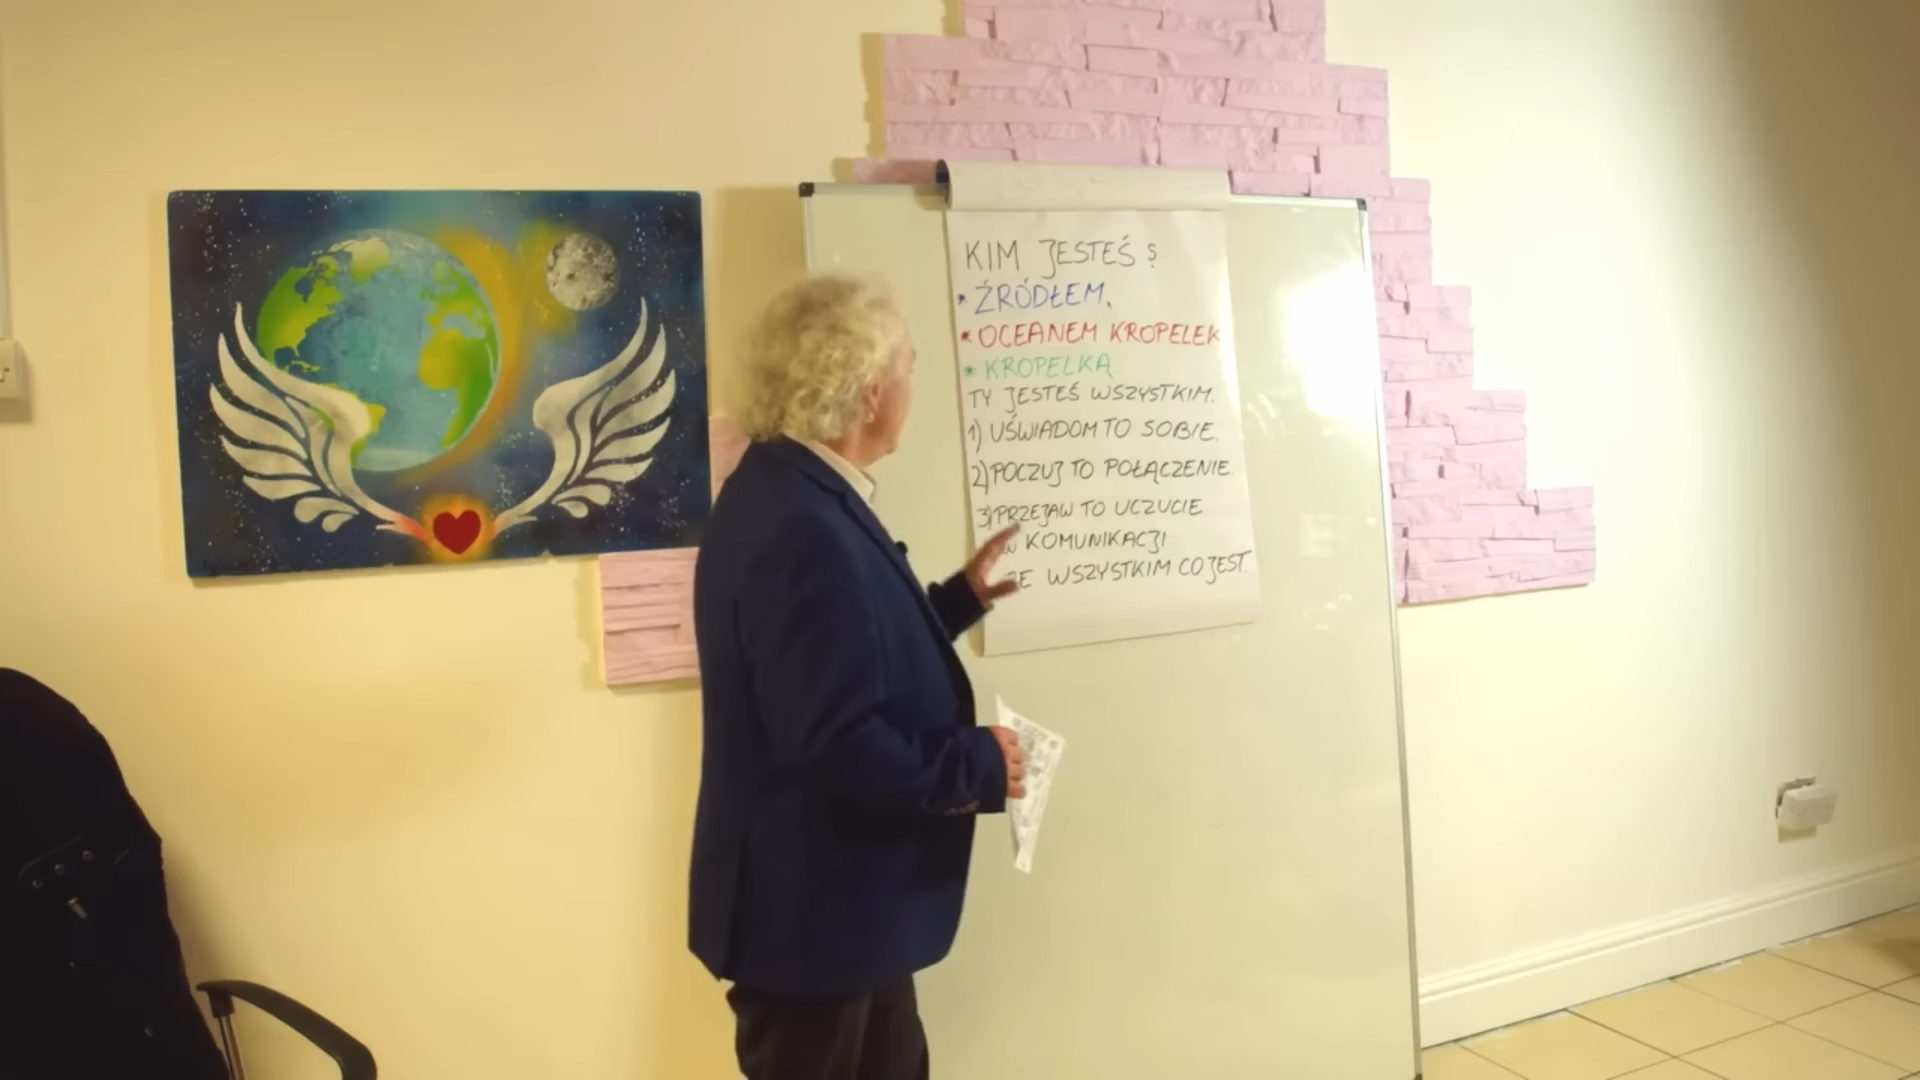 KIM JESTEŚ ?
* ŹRÓDŁEM,
* OCEANEM KROPELEK
* KROPELKĄ
TY JESTEŚ WSZYSTKIM.
1) UŚWIADOM TO SOBIE.
2) POCZUJ TO POŁĄCZENIE.
3) PRZEJAW TO UCZUCIE
W KOMUNIKACJI
ZE WSZYSTKIM CO JEST.